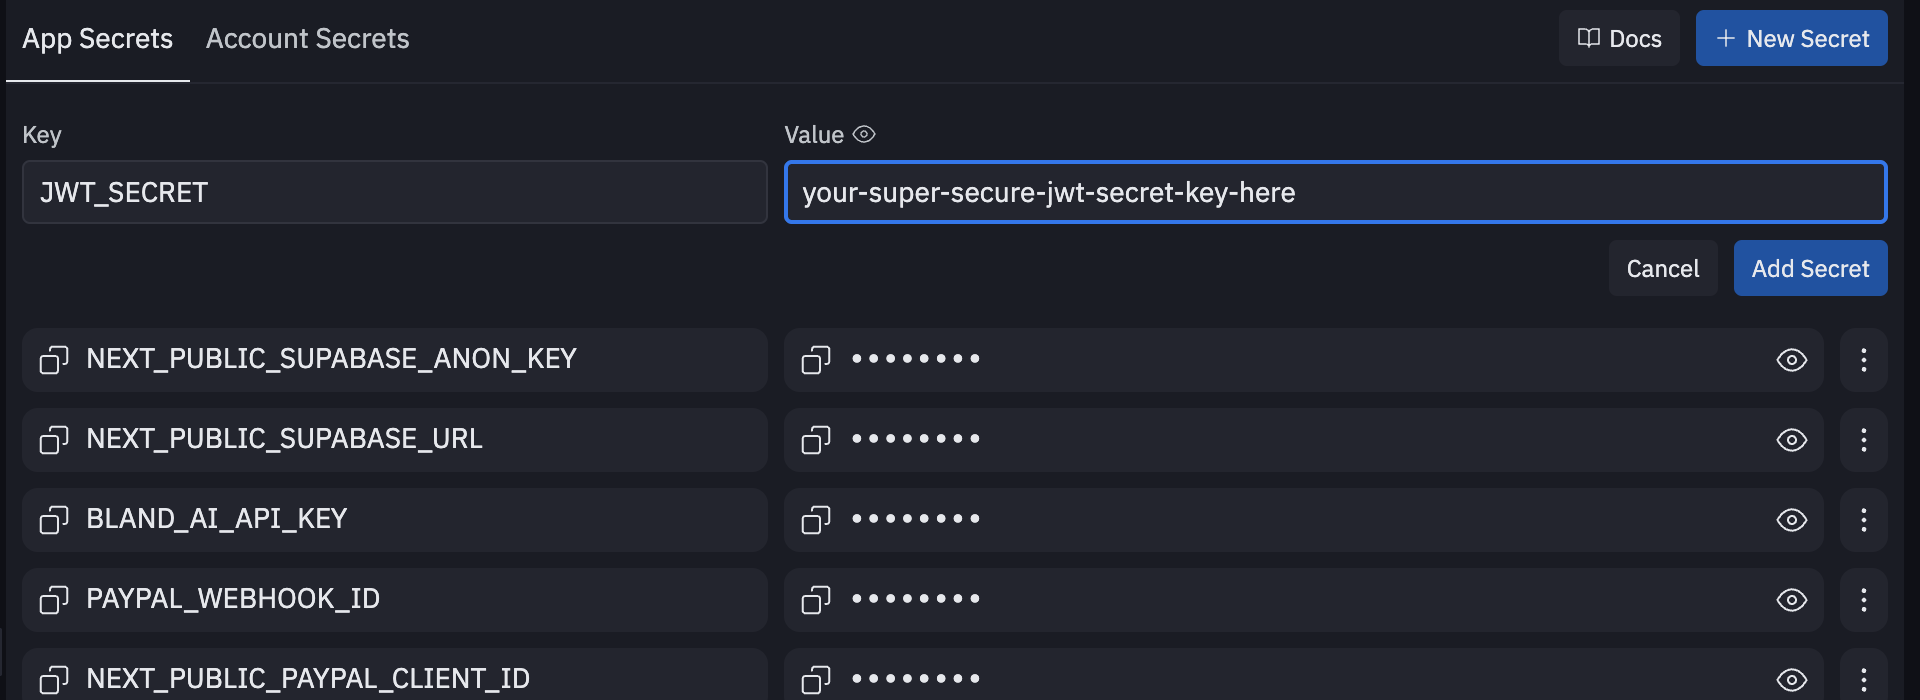 App Secrets Account Secrets Docs + New Secret
Key Value
JWT_SECRET your-super-secure-jwt-secret-key-here
Cancel Add Secret
NEXT_PUBLIC_SUPABASE_ANON_KEY ••••••••
NEXT_PUBLIC_SUPABASE_URL ••••••••
BLAND_AI_API_KEY ••••••••
PAYPAL_WEBHOOK_ID ••••••••
NEXT_PUBLIC_PAYPAL_CLIENT_ID ••••••••